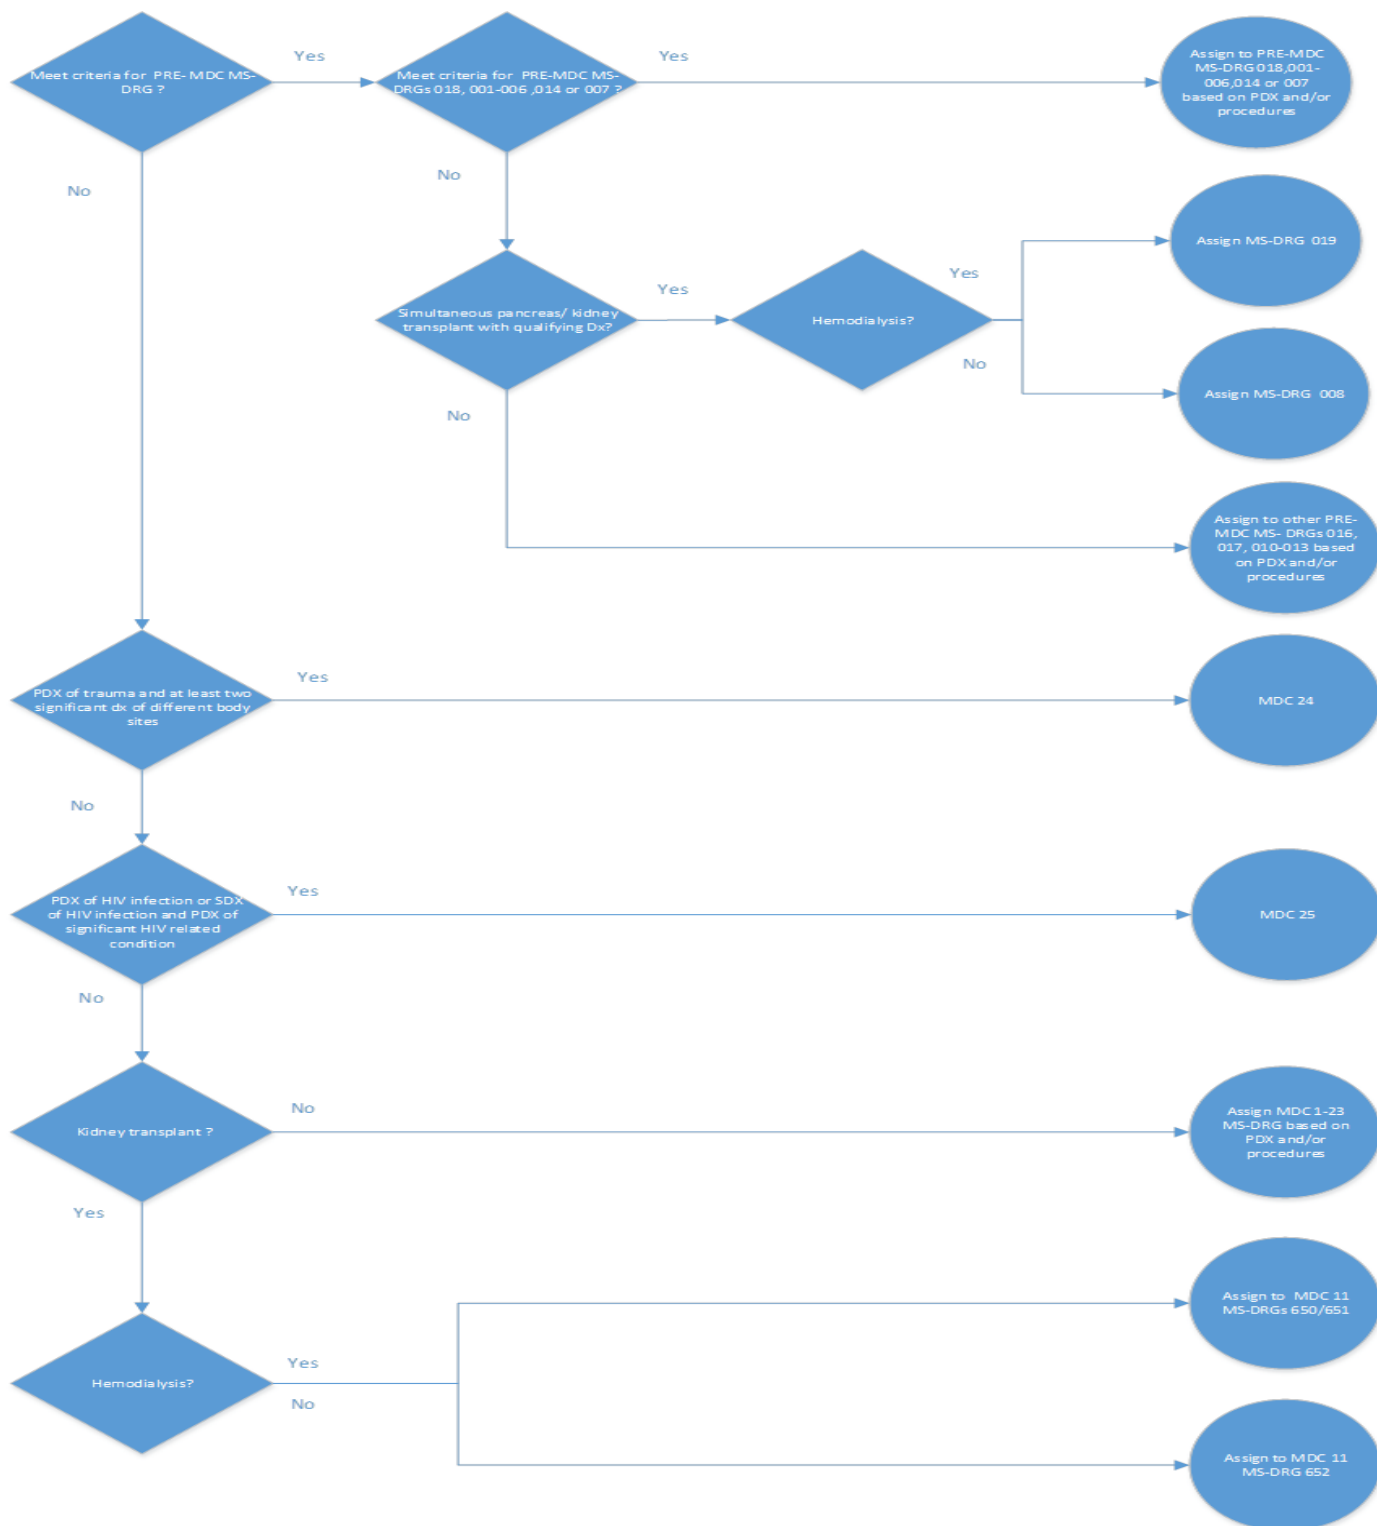 Meet criteria for PRE-MDC MS-
DRG ?
Yes
Meet criteria for PRE-MDC MS-
DRGs 018, 001-006 ,014 or 007 ?
Yes
Assign to PRE-MDC
MS-DRG 018,001-
006,014 or 007
based on PDX and/or
procedures
No
No
Simultaneous pancreas/ kidney
transplant with qualifying Dx?
Yes
Hemodialysis?
Yes
Assign MS-DRG 019
No
Assign MS-DRG 008
No
Assign to other PRE-
MDC MS- DRGs 016,
017, 010-013 based
on PDX and/or
procedures
PDX of trauma and at least two
significant dx of different body
sites
Yes
MDC 24
No
PDX of HIV infection or SDX
of HIV infection and PDX of
significant HIV related
condition
Yes
MDC 25
No
Kidney transplant ?
No
Assign MDC 1-23
MS-DRG based on
PDX and/or
procedures
Yes
Hemodialysis?
Yes
Assign to MDC 11
MS-DRGs 650/651
No
Assign to MDC 11
MS-DRG 652